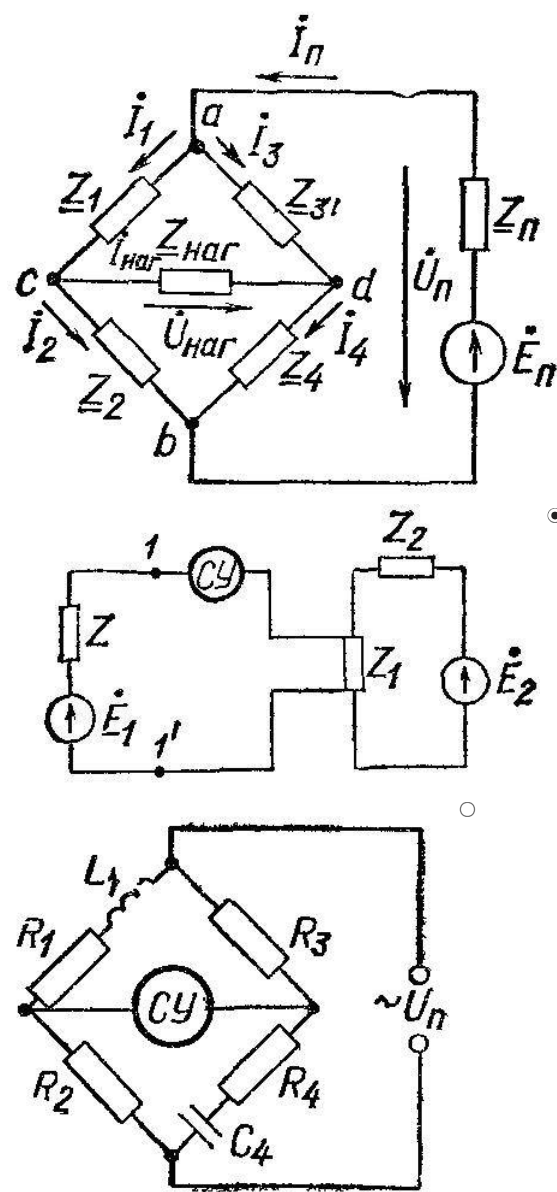 İп
İ1
a
İ3
Z1
Z3'
Zп
İнаг
Zнаг
c
d
U̇п
İ2
U̇наг
İ4
Ėп
Z2
Z4
b
Z2
1
СУ
Z
Z1
Ė1
Ė2
1'
L1
R1
R3
СУ
~Uп
R2
R4
C4